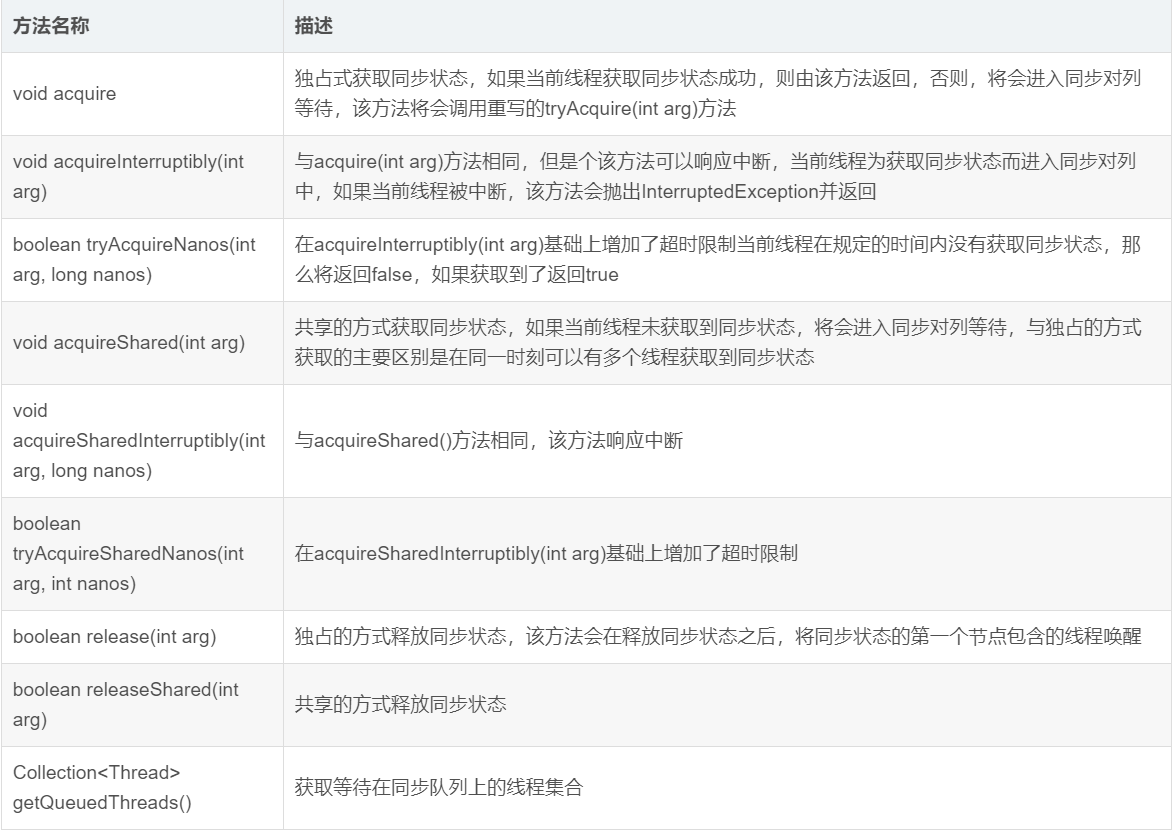 方法名称
描述
void acquire
独占式获取同步状态，如果当前线程获取同步状态成功，则由该方法返回，否则，将会进入同步对列
等待，该方法将会调用重写的tryAcquire(int arg)方法
void acquireInterruptibly(int
arg)
与acquire(int arg)方法相同，但是个该方法可以响应中断，当前线程为获取同步状态而进入同步对列
中，如果当前线程被中断，该方法会抛出InterruptedException并返回
boolean tryAcquireNanos(int
arg, long nanos)
在acquireInterruptibly(int arg)基础上增加了超时限制当前线程在规定的时间内没有获取同步状态，那
么将返回false，如果获取到了返回true
void acquireShared(int arg)
共享的方式获取同步状态，如果当前线程未获取到同步状态，将会进入同步对列等待，与独占的方式
获取的主要区别是在同一时刻可以有多个线程获取到同步状态
void
acquireSharedInterruptibly(int
arg, long nanos)
与acquireShared()方法相同，该方法响应中断
boolean
tryAcquireSharedNanos(int
arg, int nanos)
在acquireSharedInterruptibly(int arg)基础上增加了超时限制
boolean release(int arg)
独占的方式释放同步状态，该方法会在释放同步状态之后，将同步状态的第一个节点包含的线程唤醒
boolean releaseShared(int
arg)
共享的方式释放同步状态
Collection<Thread>
getQueuedThreads()
获取等待在同步队列上的线程集合